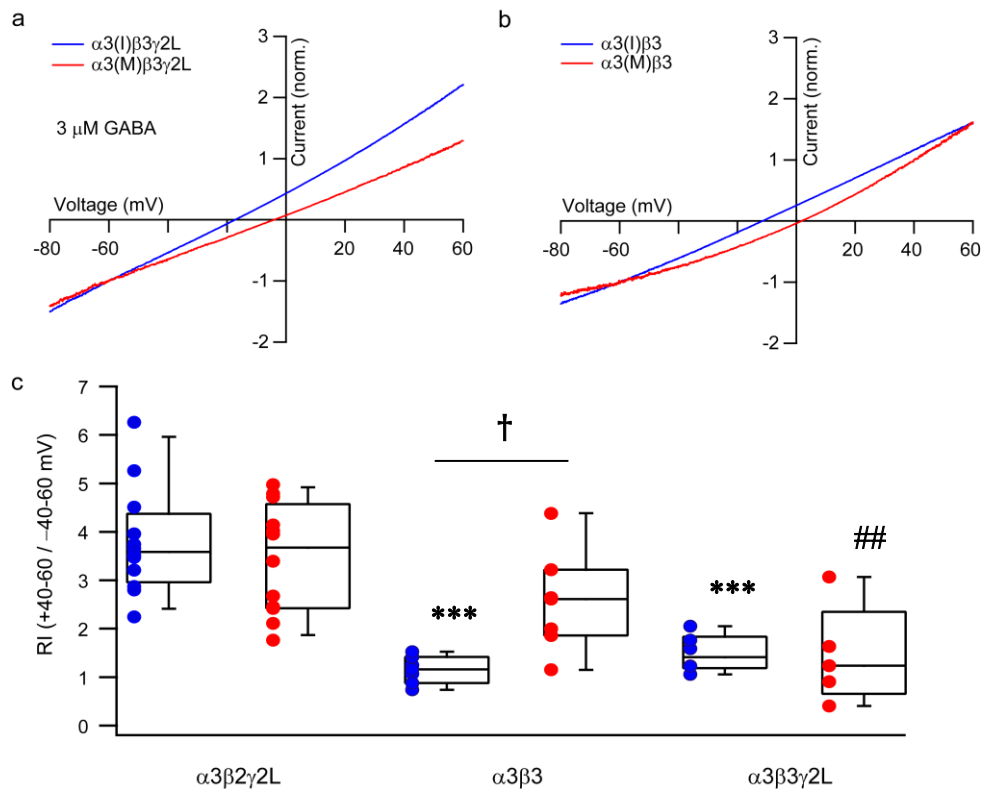 a
α3(I)β3γ2L
α3(M)β3γ2L
3 μM GABA
Voltage (mV)
Current (norm.)
3
2
1
-1
-2
-80 -60 20 40 60
b
α3(I)β3
α3(M)β3
Voltage (mV)
Current (norm.)
3
2
1
-1
-2
-80 -60 20 40 60
c
RI (+40-60 / −40-60 mV)
7
6
5
4
3
2
1
0
†
***
***
##
α3β2γ2L α3β3 α3β3γ2L